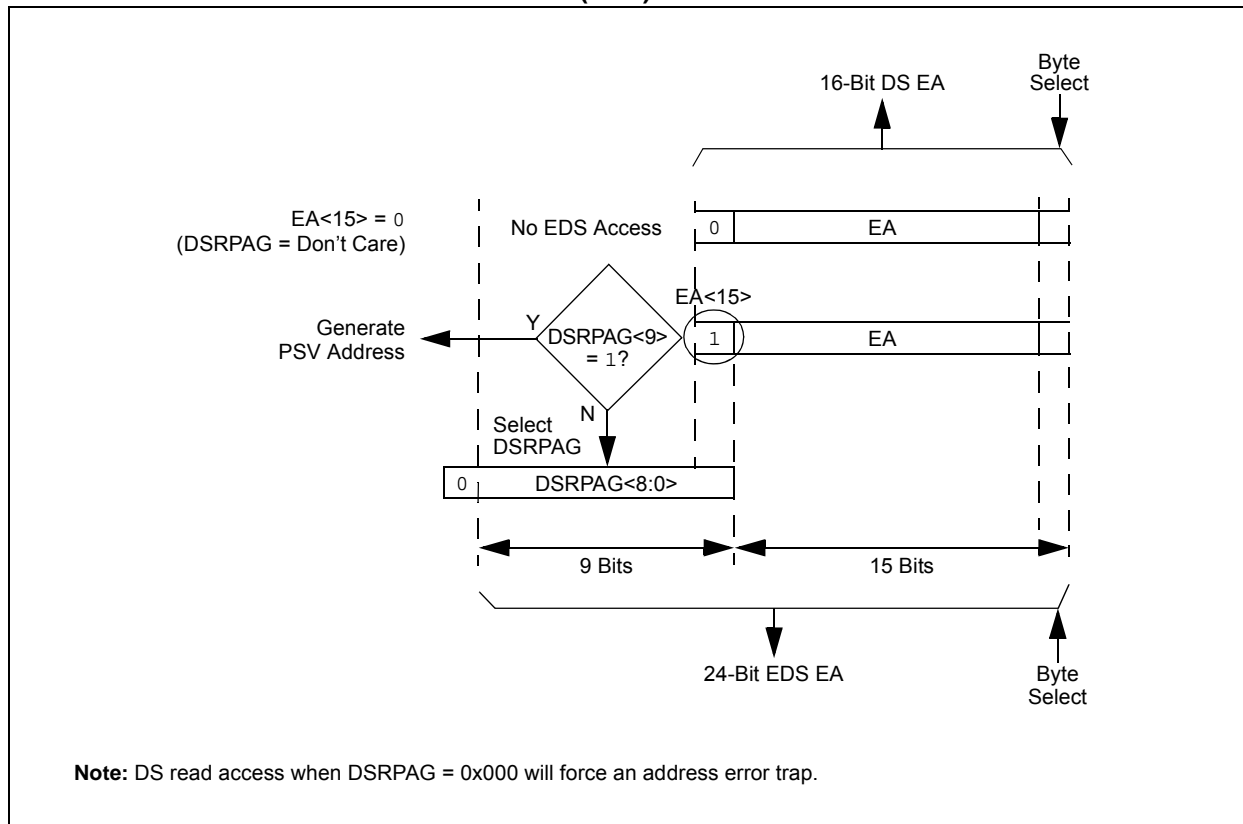 16-Bit DS EA
Byte
Select
EA<15> = 0
(DSRPAG = Don't Care)
No EDS Access
0
EA
EA<15>
Generate
PSV Address
Y
DSRPAG<9>
= 1?
1
EA
N
Select
DSRPAG
0
DSRPAG<8:0>
9 Bits
15 Bits
24-Bit EDS EA
Byte
Select
Note: DS read access when DSRPAG = 0x000 will force an address error trap.